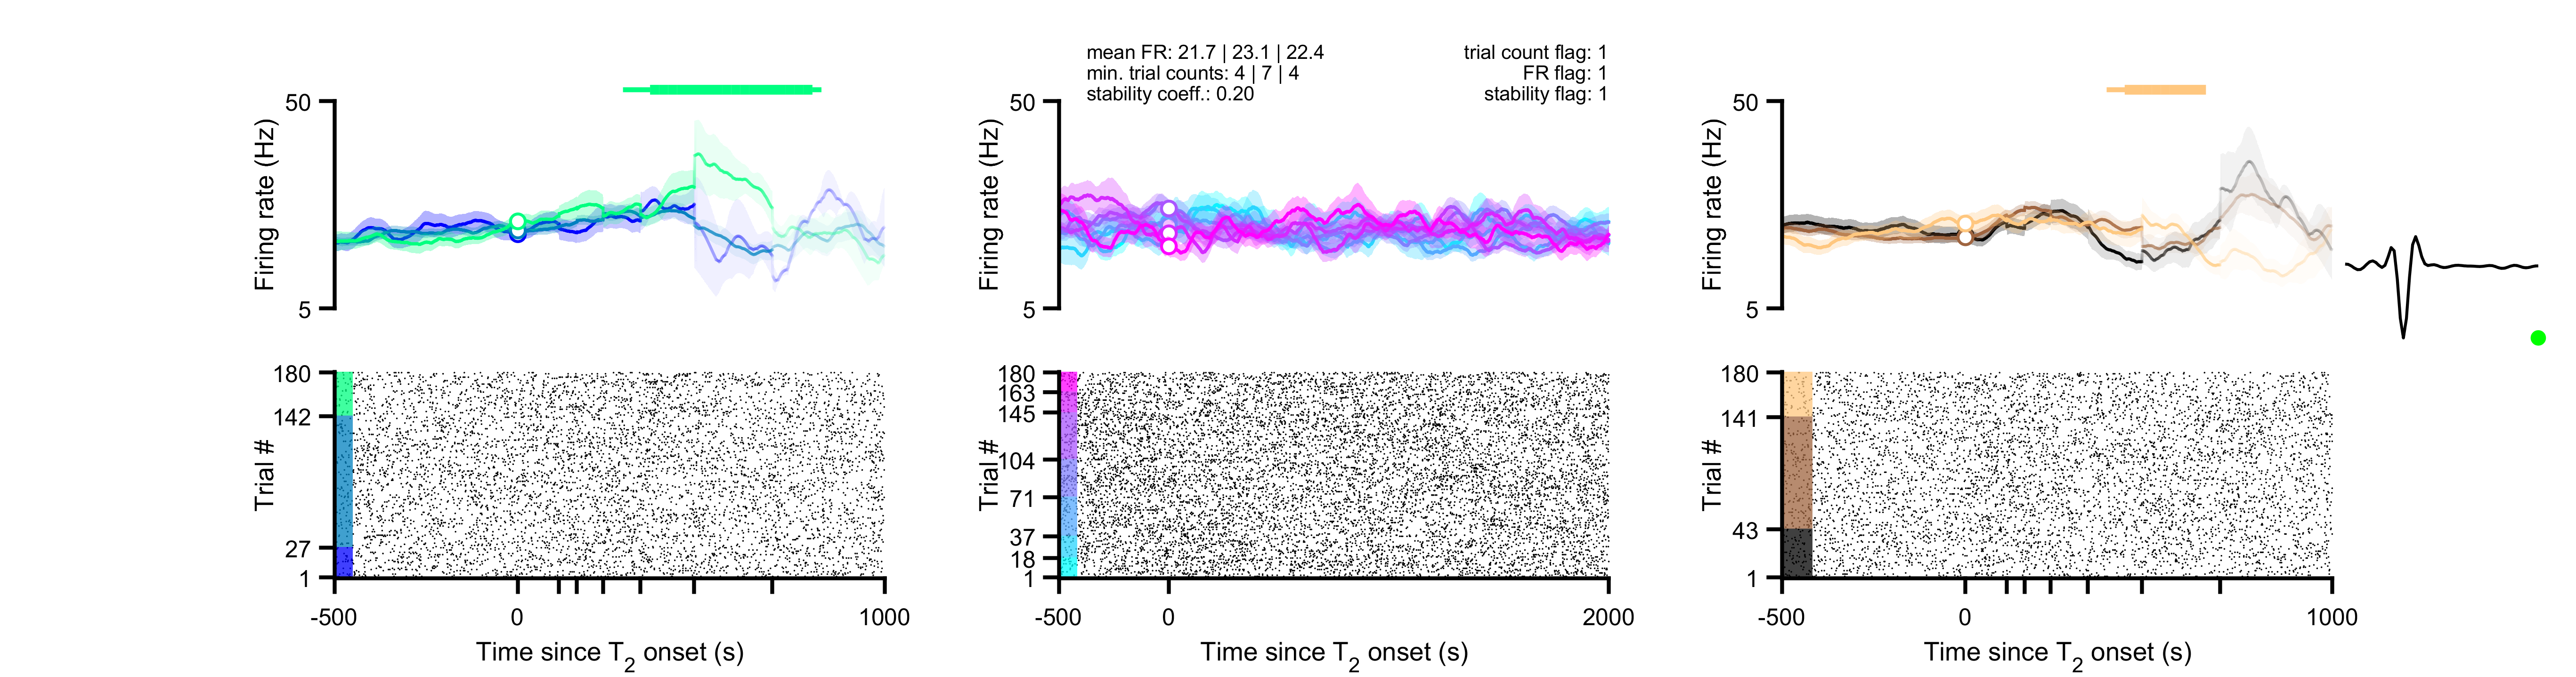 mean FR: 21.7 | 23.1 | 22.4
min. trial counts: 4 | 7 | 4
stability coeff.: 0.20
trial count flag: 1
FR flag: 1
stability flag: 1
50
5
Firing rate (Hz)
180
142
27
1
Trial #
-500
0
1000
Time since T2 onset (s)
50
5
Firing rate (Hz)
180
163
145
104
71
37
18
1
Trial #
-500
0
2000
Time since T2 onset (s)
50
5
Firing rate (Hz)
180
141
43
1
Trial #
-500
0
1000
Time since T2 onset (s)